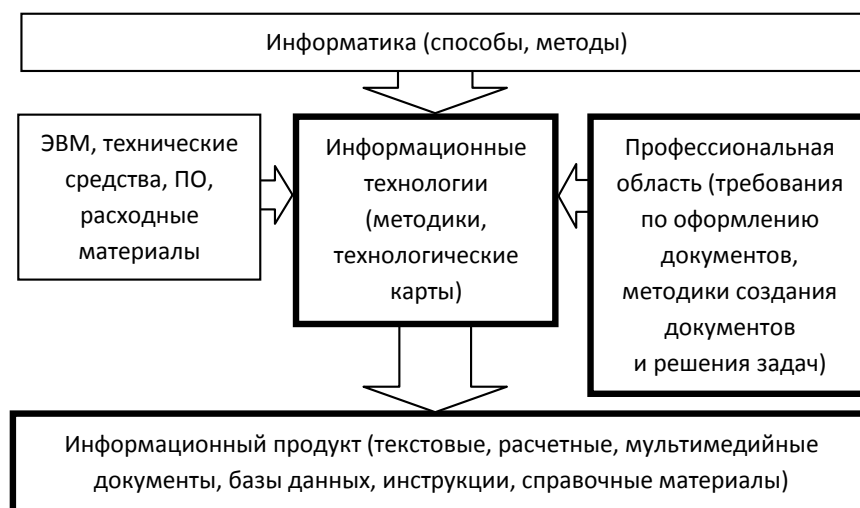 Информатика (способы, методы)
ЭВМ, технические
средства, ПО,
расходные
материалы
Информационные
технологии
(методики,
технологические
карты)
Профессиональная
область (требования
по оформлению
документов,
методики создания
документов
и решения задач)
Информационный продукт (текстовые, расчетные, мультимедийные
документы, базы данных, инструкции, справочные материалы)